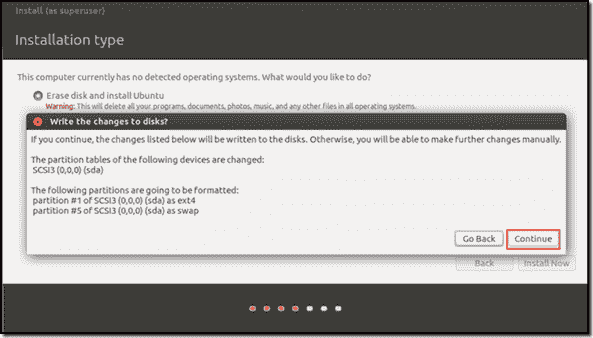 Install (as superuser)
Installation type
This computer currently has no detected operating systems. What would you like to do?
Erase disk and install Ubuntu
Warning: This will delete all your programs, documents, photos, music, and any other files in all operating systems.
Write the changes to disks?
If you continue, the changes listed below will be written to the disks. Otherwise, you will be able to make further changes manually.
The partition tables of the following devices are changed:
SCSI3 (0,0,0) (sda)
The following partitions are going to be formatted:
partition #1 of SCSI3 (0,0,0) (sda) as ext4
partition #5 of SCSI3 (0,0,0) (sda) as swap
Go Back Continue
Back Install Now